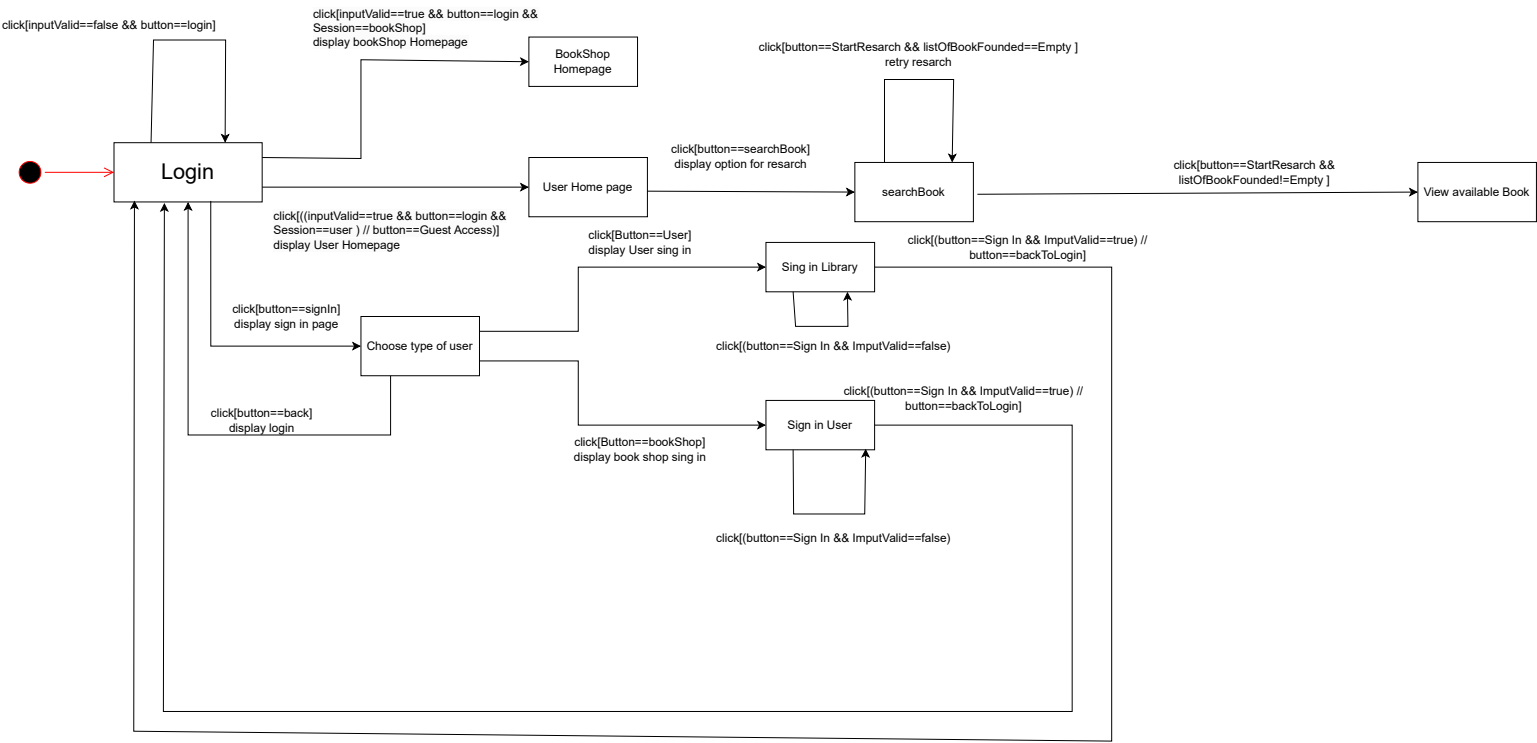 click[inputValid==false && button==login]
click[inputValid==true && button==login &&
Session==bookShop]
display bookShop Homepage
BookShop
Homepage
click[button==StartResarch && listOfBookFounded==Empty ]
retry resarch
Login
click[button==searchBook]
display option for resarch
click[button==StartResarch &&
listOfBookFounded!=Empty ]
User Home page
searchBook
View available Book
click[((inputValid==true && button==login &&
Session==user ) // button==Guest Access)]
display User Homepage
click[Button==User]
display User sing in
click[(button==Sign In && ImputValid==true) //
button==backToLogin]
Sing in Library
click[button==signIn]
display sign in page
Choose type of user
click[(button==Sign In && ImputValid==false)
click[button==back]
display login
click[(button==Sign In && ImputValid==true) //
button==backToLogin]
Sign in User
click[Button==bookShop]
display book shop sing in
click[(button==Sign In && ImputValid==false)